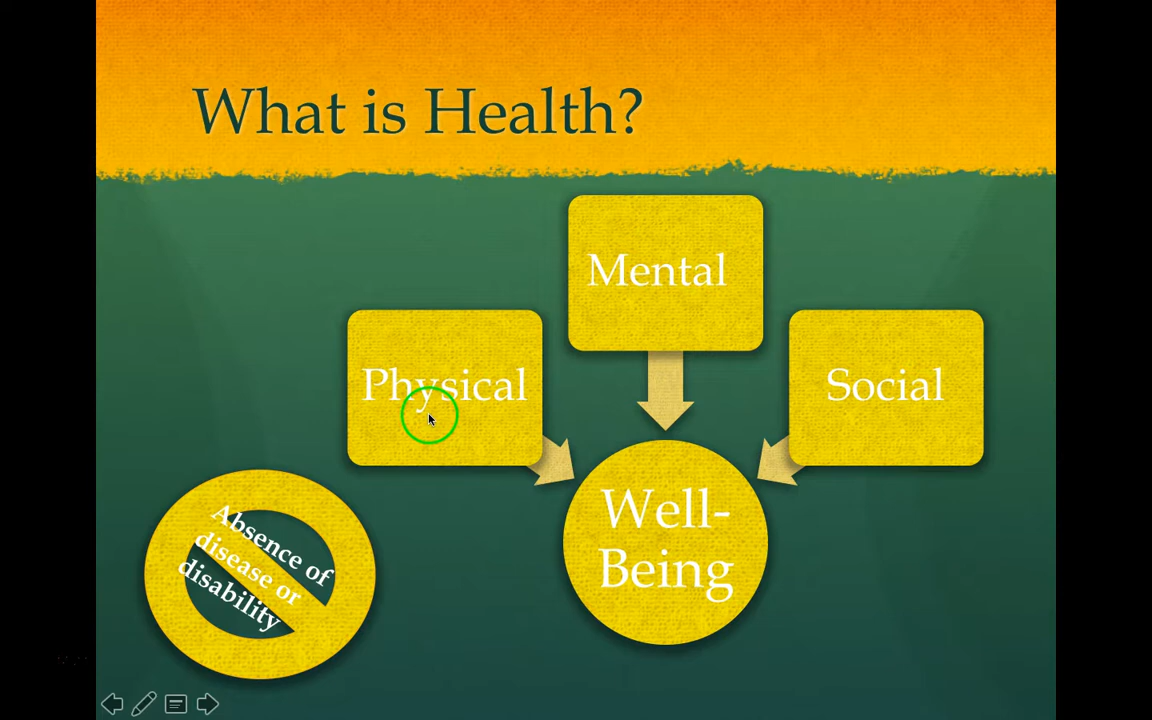 What is Health?
Mental
Physical
Social
Well-
Being
Absence of
disease or
disability